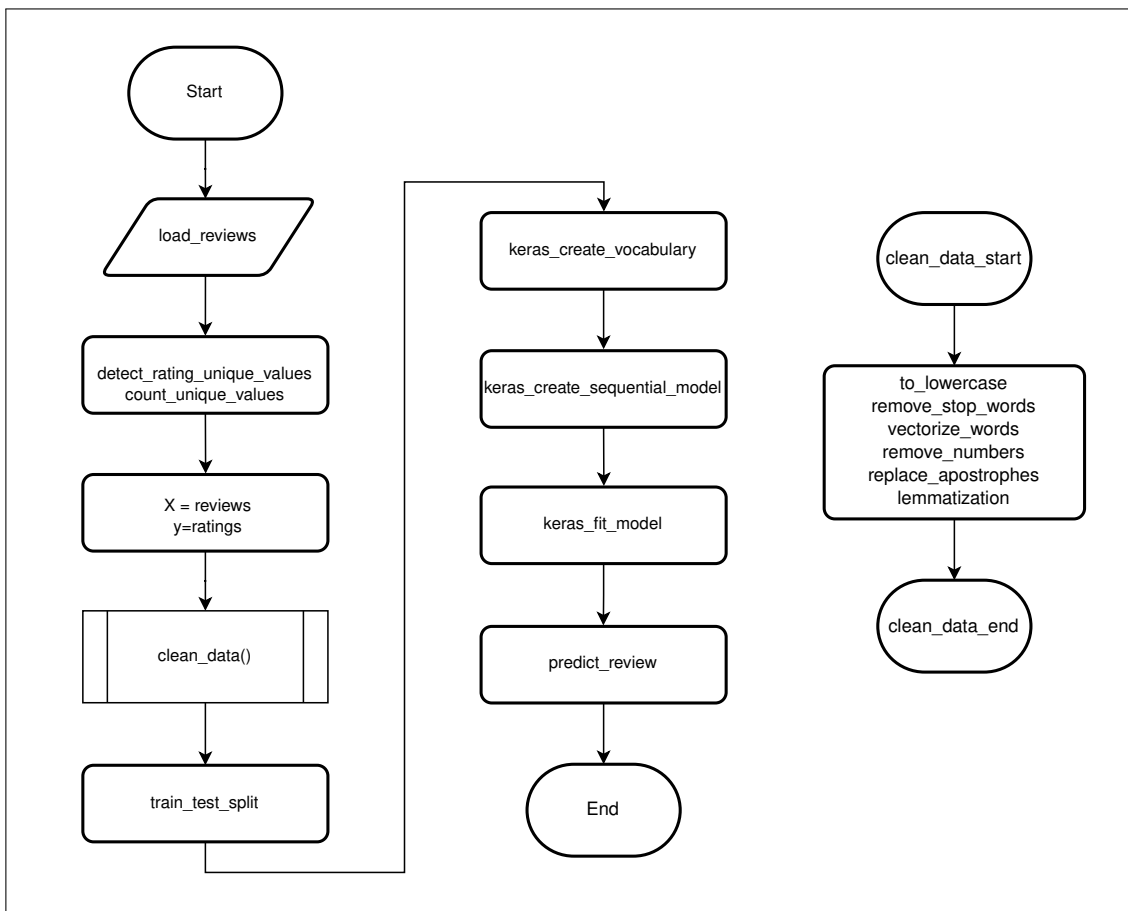 Start
load_reviews
detect_rating_unique_values
count_unique_values
X = reviews
y=ratings
clean_data()
train_test_split
keras_create_vocabulary
keras_create_sequential_model
keras_fit_model
predict_review
End
clean_data_start
to_lowercase
remove_stop_words
vectorize_words
remove_numbers
replace_apostrophes
lemmatization
clean_data_end